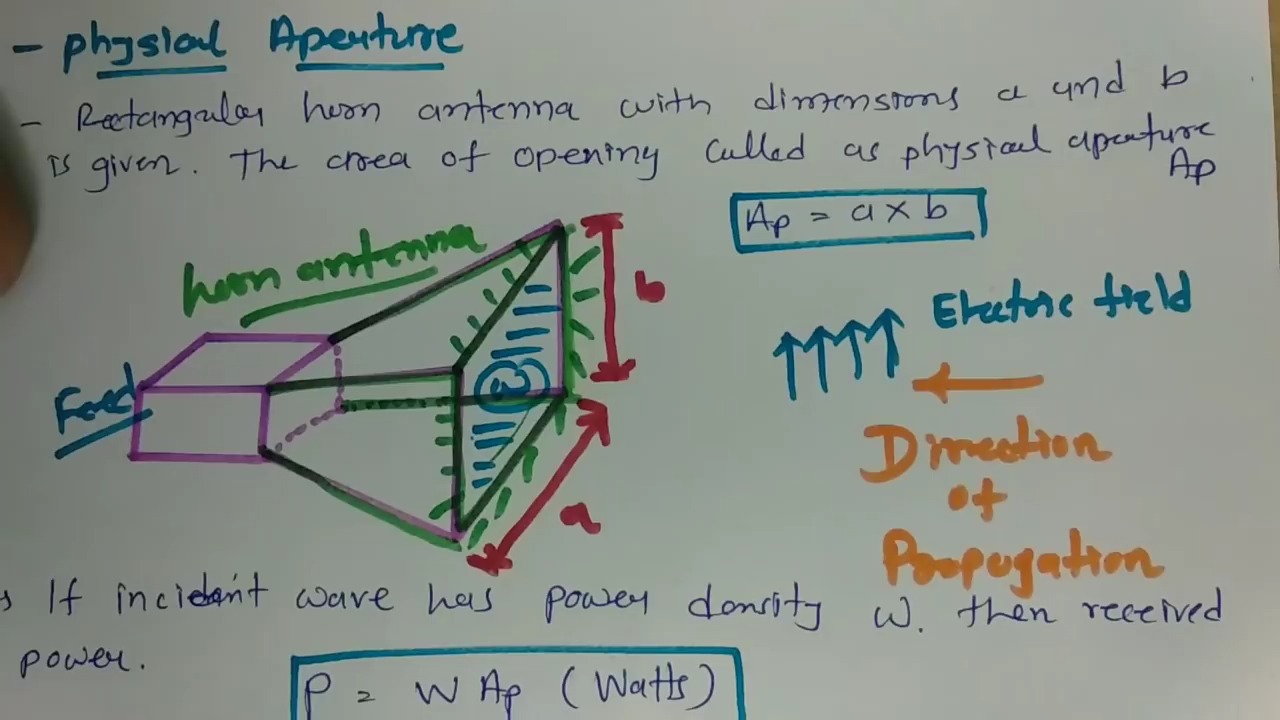 - Physical Aperture
- Rectangular horn antenna with dimensions a and b
is given. The area of opening called as physical aperture
Ap
Ap = a x b
horn antenna
b
Electric field
Feed
W
Direction
of
Propagation
a
If incident wave has power density W. then received
power.
P = W Ap (Watts)